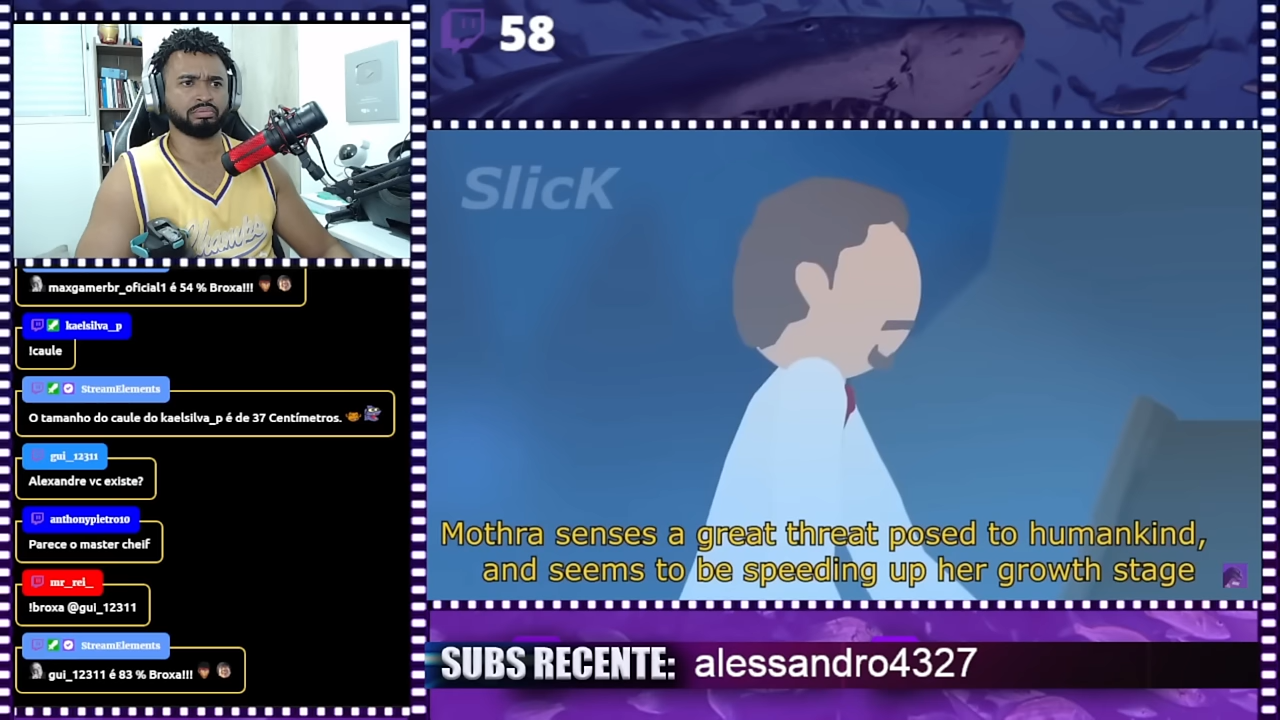 58
SlicK
Mothra senses a great threat posed to humankind,
and seems to be speeding up her growth stage
SUBS RECENTE: alessandro4327
maxgamerbr_oficial1 é 54 % Broxa!!!
kaelsilva_p
!caule
StreamElements
O tamanho do caule do kaelsilva_p é de 37 Centímetros.
gui_12311
Alexandre vc existe?
anthonypietro10
Parece o master cheif
mr_rei_
!broxa @gui_12311
StreamElements
gui_12311 é 83 % Broxa!!!